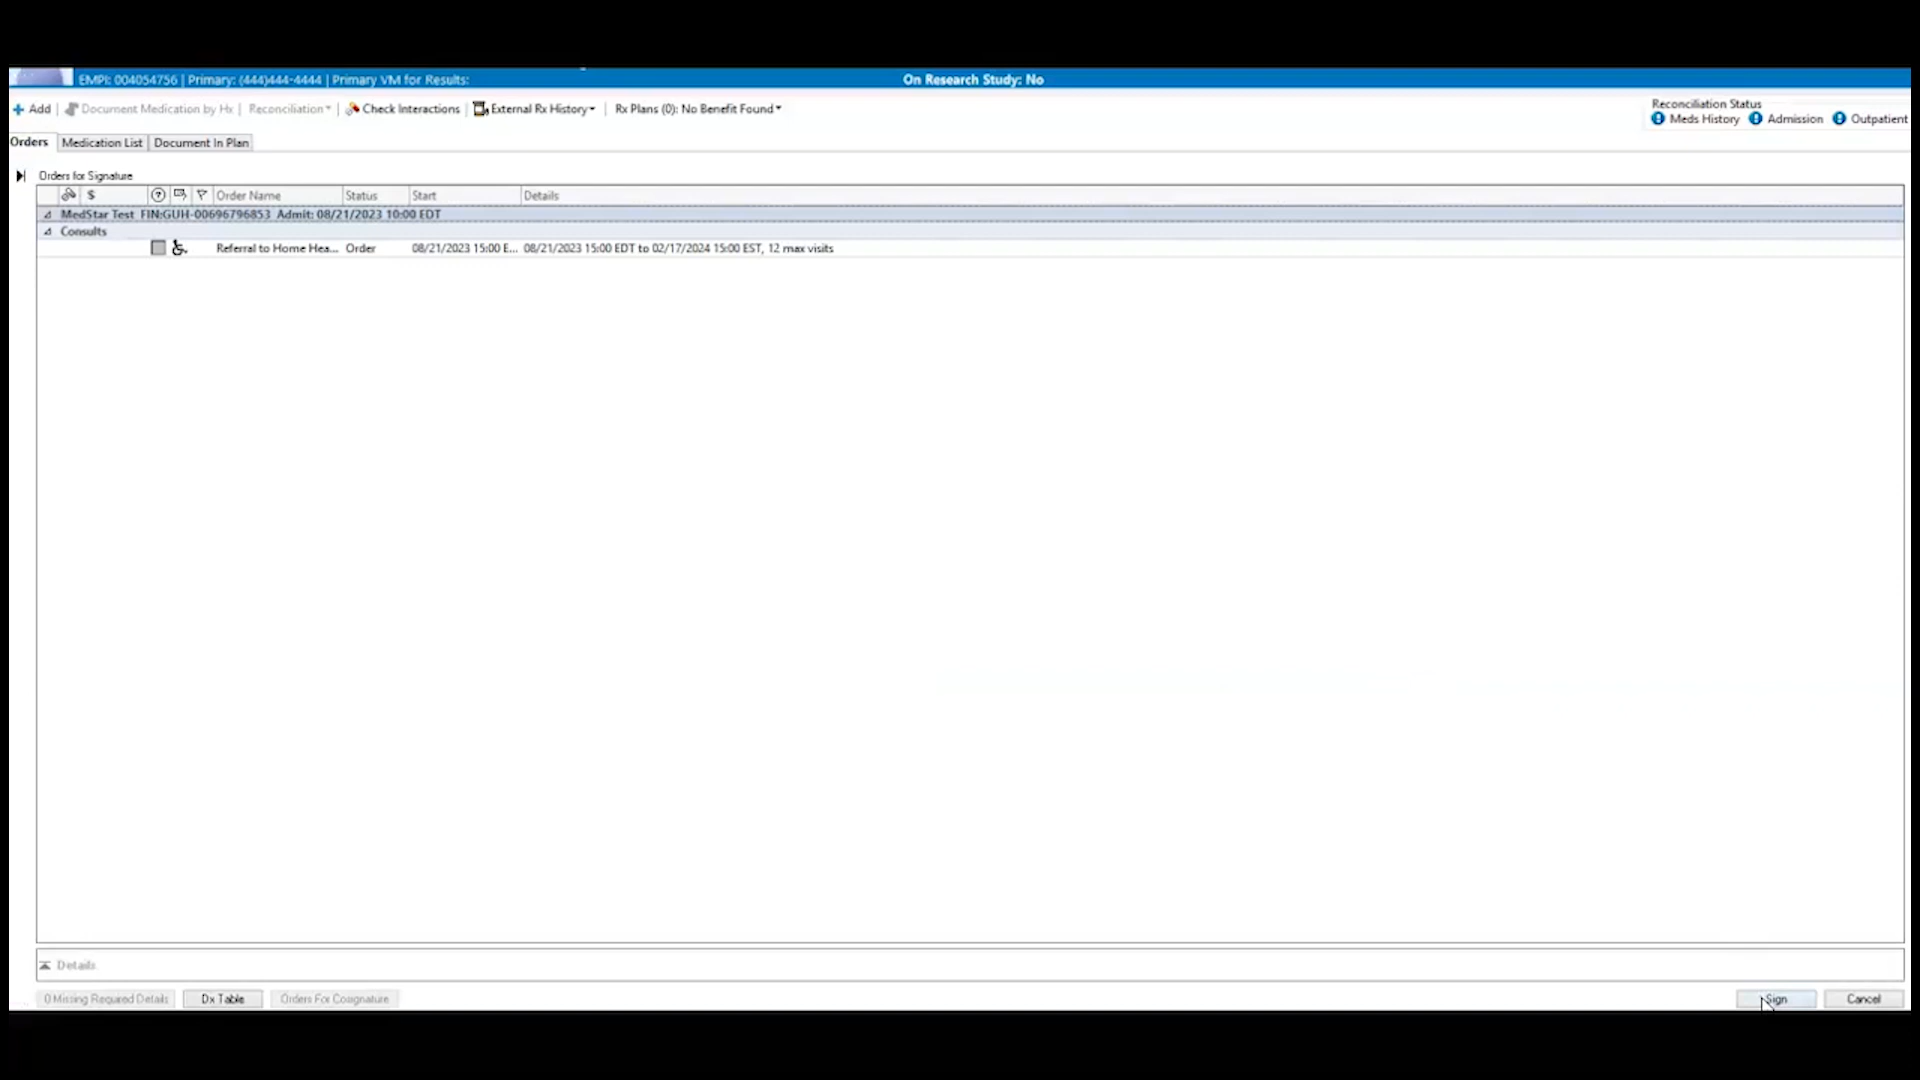 EMPI: 004054756 | Primary: (444)444-4444 | Primary VM for Results: On Research Study: No
Add | Document Medication by Hx | Reconciliation | Check Interactions | External Rx History | Rx Plans (0): No Benefit Found
Reconciliation Status
Meds History Admission Outpatient
Orders Medication List Document In Plan
Orders for Signature
$ Order Name Status Start Details
MedStar Test FIN:GUH-00696796853 Admit: 08/21/2023 10:00 EDT
Consults
Referral to Home Hea... Order 08/21/2023 15:00 E... 08/21/2023 15:00 EDT to 02/17/2024 15:00 EST, 12 max visits
Details
0 Missing Required Details Dx Table Orders For Cosignature Sign Cancel